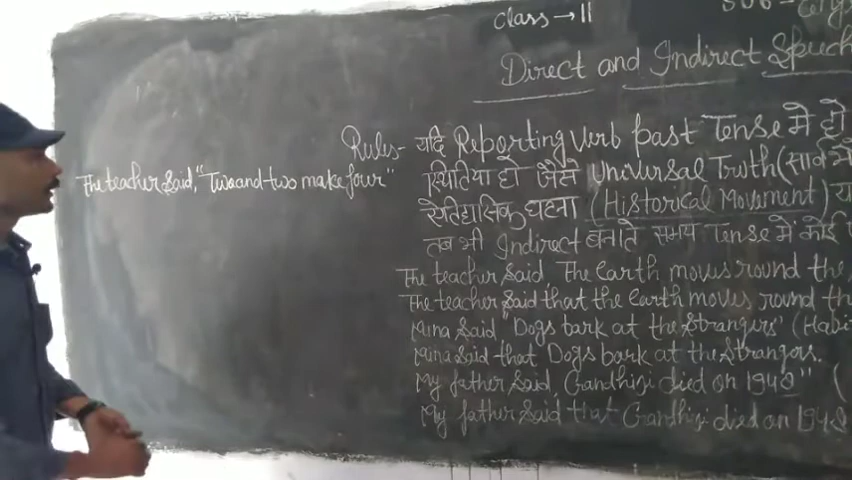 Class → 11
Direct and Indirect Speech
Rules- यदि Reporting Verb past Tense में हो
The teacher Said, "Two and two make four"
स्थितिया हो जैसे Universal Truth (सार्वभौ
ऐतिहासिक घटना (Historical Movement) या
तब भी Indirect बनाते समय Tense में कोई
The teacher Said, The Earth moves round the
The teacher Said that the Earth moves round the
Mina Said "Dogs bark at the Strangers" (Habi
Mina Said that Dogs bark at the Strangers.
My father Said, Gandhiji died on 1948" (
My father Said that Gandhiji died on 1948